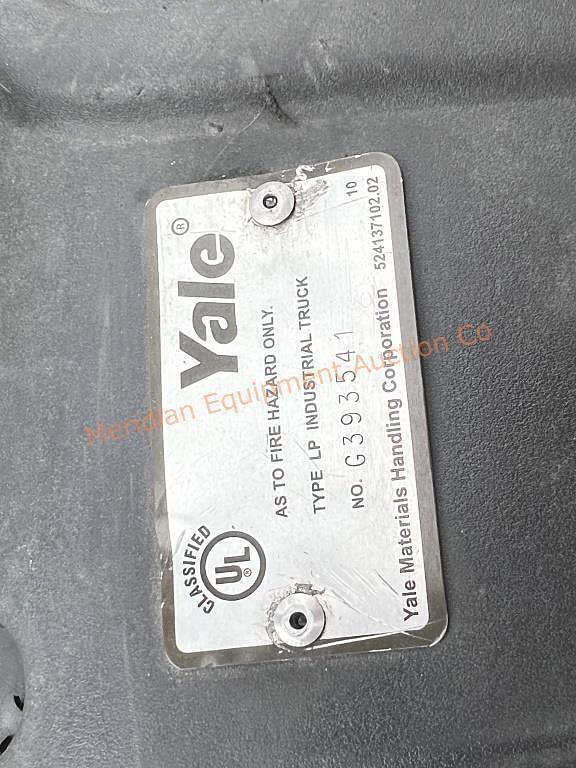 Yale®
CLASSIFIED
UL®
AS TO FIRE HAZARD ONLY.
TYPE LP INDUSTRIAL TRUCK
NO. G393541
10
Yale Materials Handling Corporation 524137102.02
Meridian Equipment Auction Co